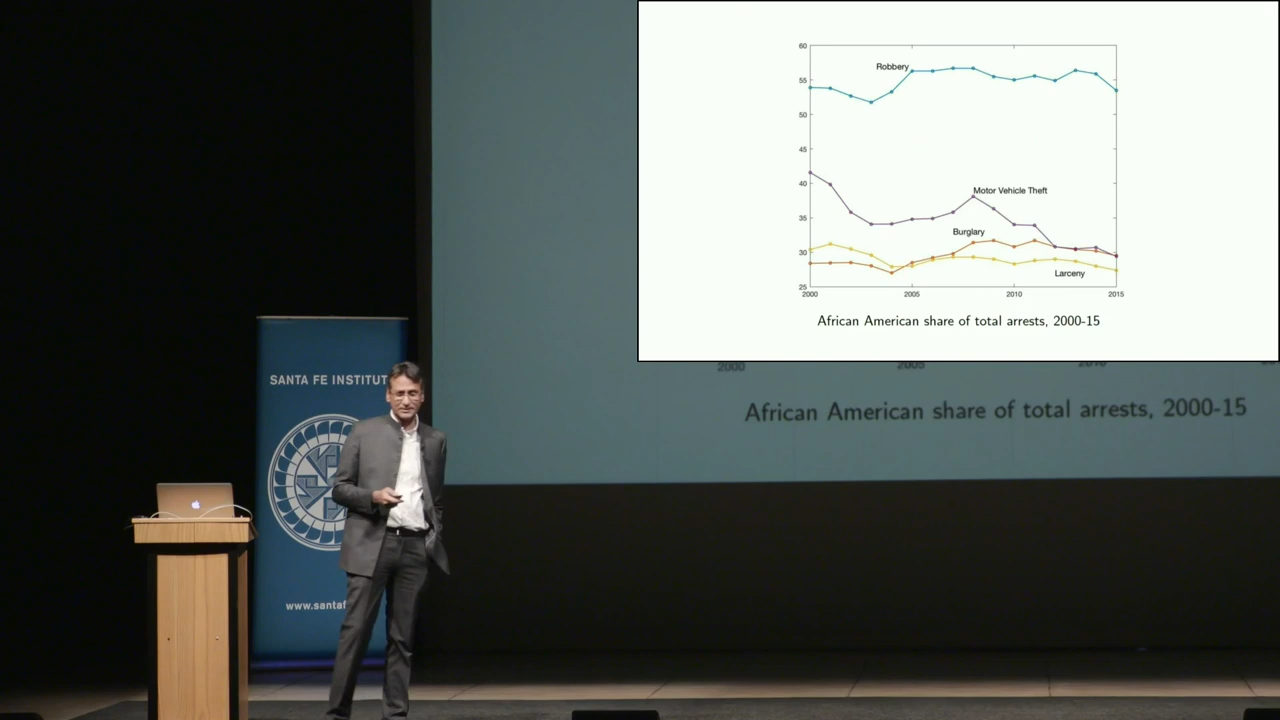 60
Robbery
55
50
45
40
Motor Vehicle Theft
35
Burglary
30
Larceny
25
2000
2005
2010
2015
African American share of total arrests, 2000-15
2000
2005
2010
African American share of total arrests, 2000-15
SANTA FE INSTITUT
www.santaf